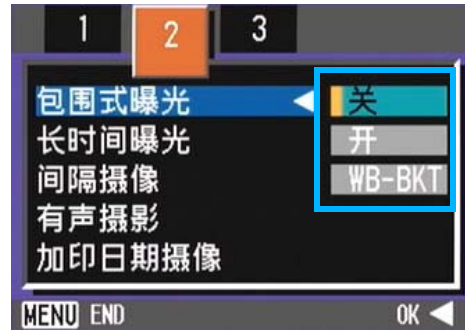 1 2 3
包围式曝光 关
长时间曝光 开
间隔摄像 WB-BKT
有声摄影
加印日期摄像
MENU END OK